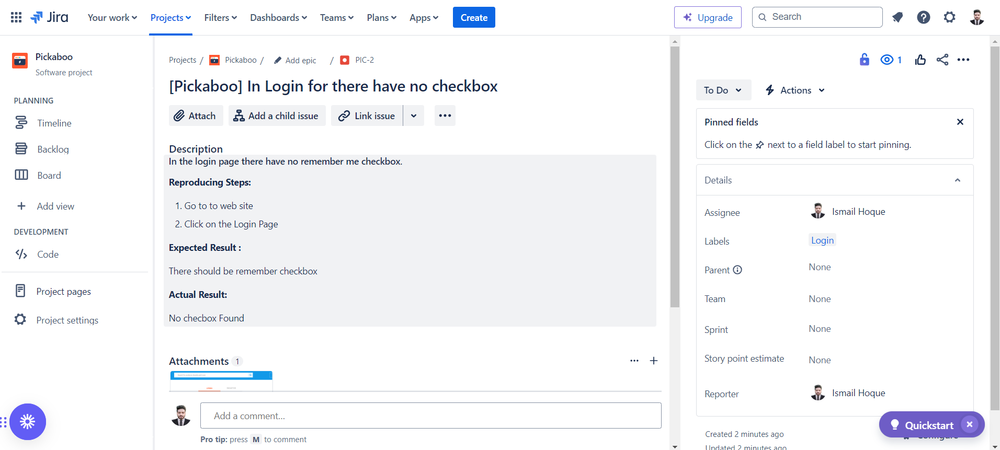 Jira Your work Projects Filters Dashboards Teams Plans Apps Create Upgrade Search
Pickaboo
Software project
PLANNING
Timeline
Backlog
Board
Add view
DEVELOPMENT
Code
Project pages
Project settings
Projects / Pickaboo / Add epic / PIC-2
[Pickaboo] In Login for there have no checkbox
Attach Add a child issue Link issue
Description
In the login page there have no remember me checkbox.
Reproducing Steps:
1. Go to to web site
2. Click on the Login Page
Expected Result :
There should be remember checkbox
Actual Result:
No checbox Found
Attachments 1
LOGIN REGISTER
Add a comment...
Pro tip: press M to comment
1
To Do Actions
Pinned fields
Click on the next to a field label to start pinning.
Details
Assignee Ismail Hoque
Labels Login
Parent None
Team None
Sprint None
Story point estimate None
Reporter Ismail Hoque
Quickstart
Created 2 minutes ago
Configure
Updated 2 minutes ago